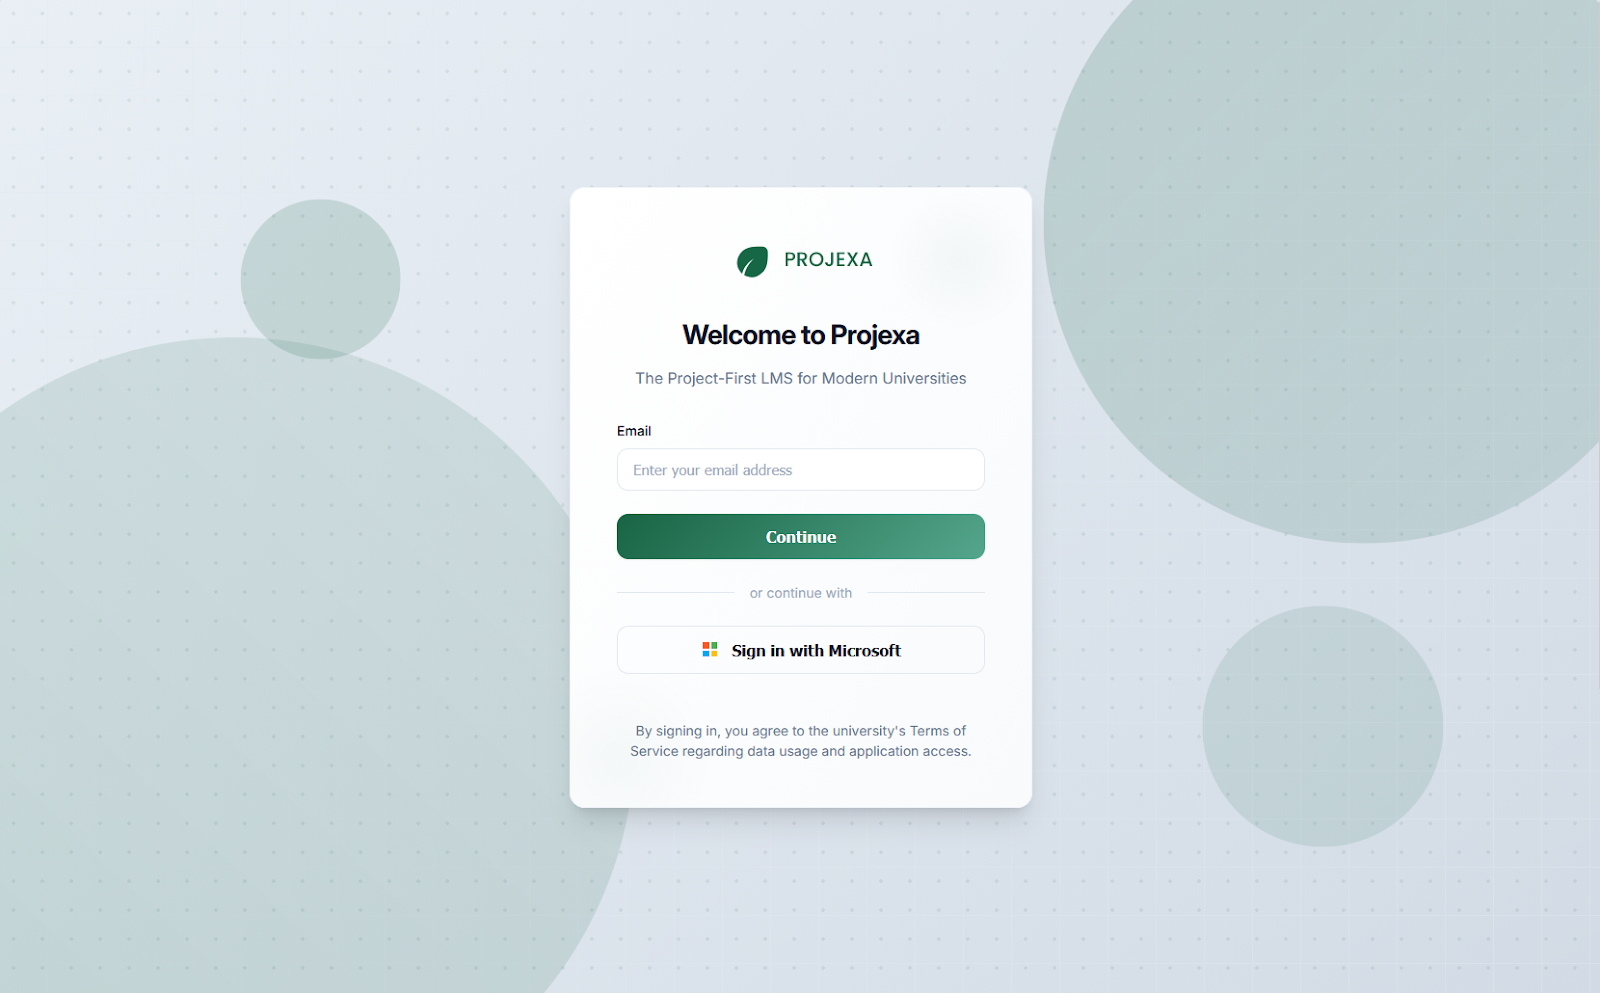 PROJEXA
Welcome to Projexa
The Project-First LMS for Modern Universities
Email
Enter your email address
Continue
or continue with
Sign in with Microsoft
By signing in, you agree to the university's Terms of
Service regarding data usage and application access.